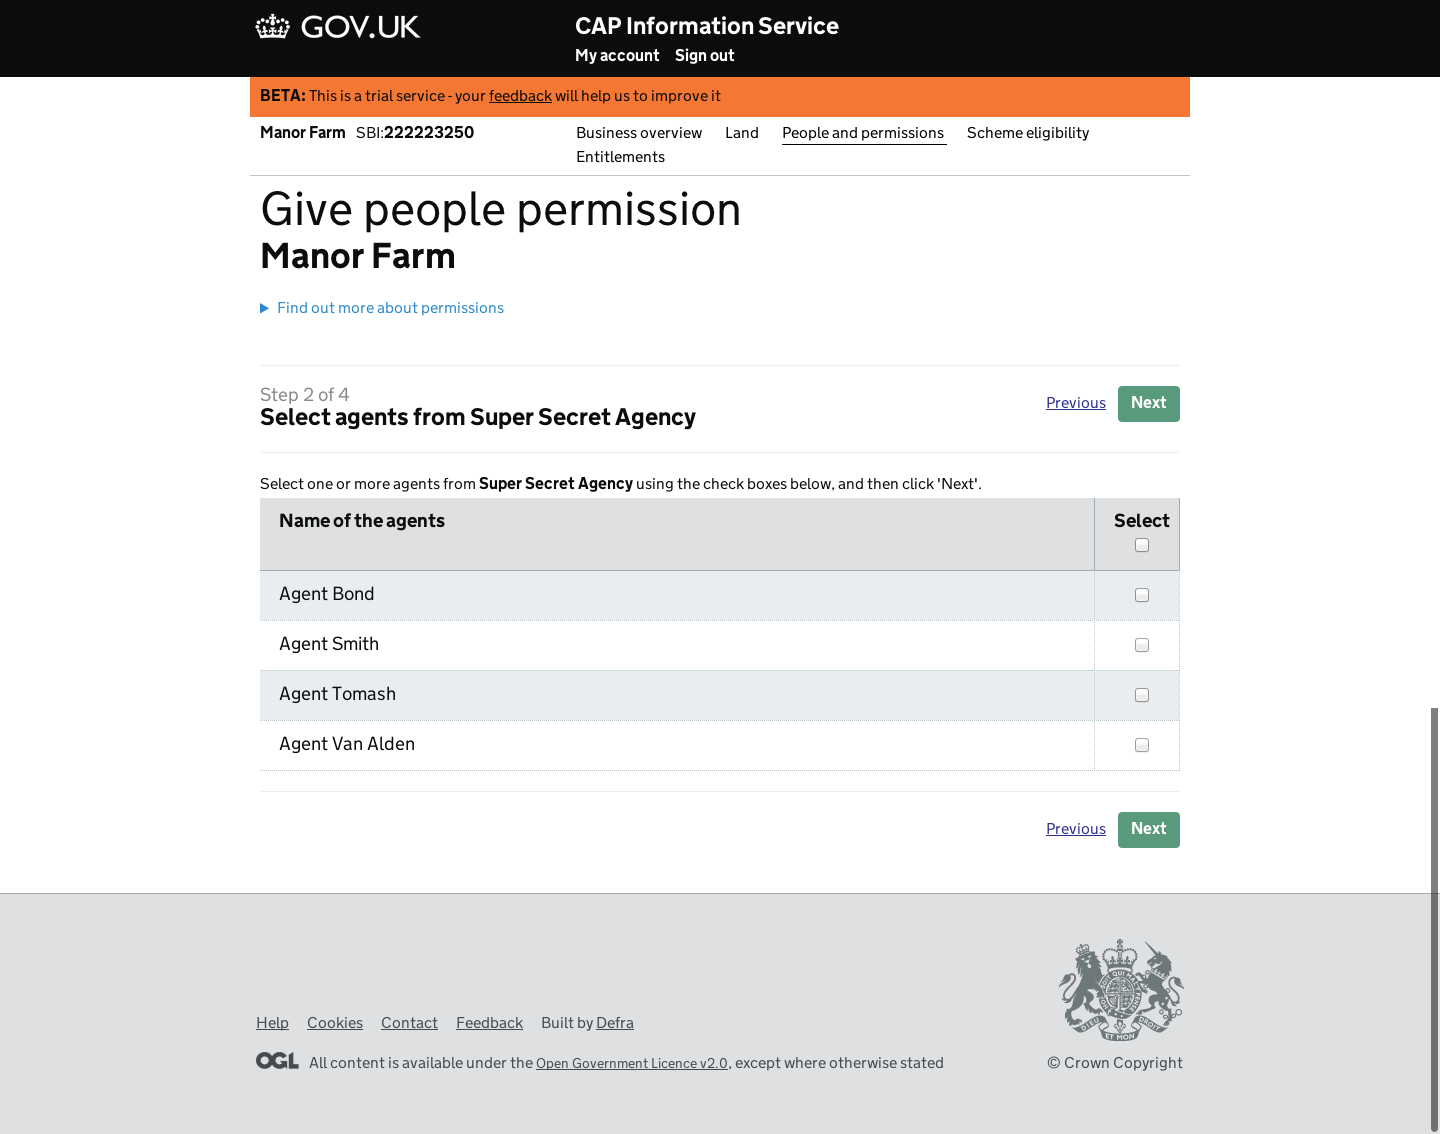 GOV.UK
CAP Information Service
My account Sign out
BETA: This is a trial service - your feedback will help us to improve it
Manor Farm SBI:222223250
Business overview Land People and permissions Scheme eligibility
Entitlements
Give people permission
Manor Farm
Find out more about permissions
Step 2 of 4
Select agents from Super Secret Agency
Previous Next
Select one or more agents from Super Secret Agency using the check boxes below, and then click 'Next'.
Name of the agents Select
Agent Bond
Agent Smith
Agent Tomash
Agent Van Alden
Previous Next
Help Cookies Contact Feedback Built by Defra
OGL All content is available under the Open Government Licence v2.0, except where otherwise stated
DIEU ET MON DROIT
© Crown Copyright